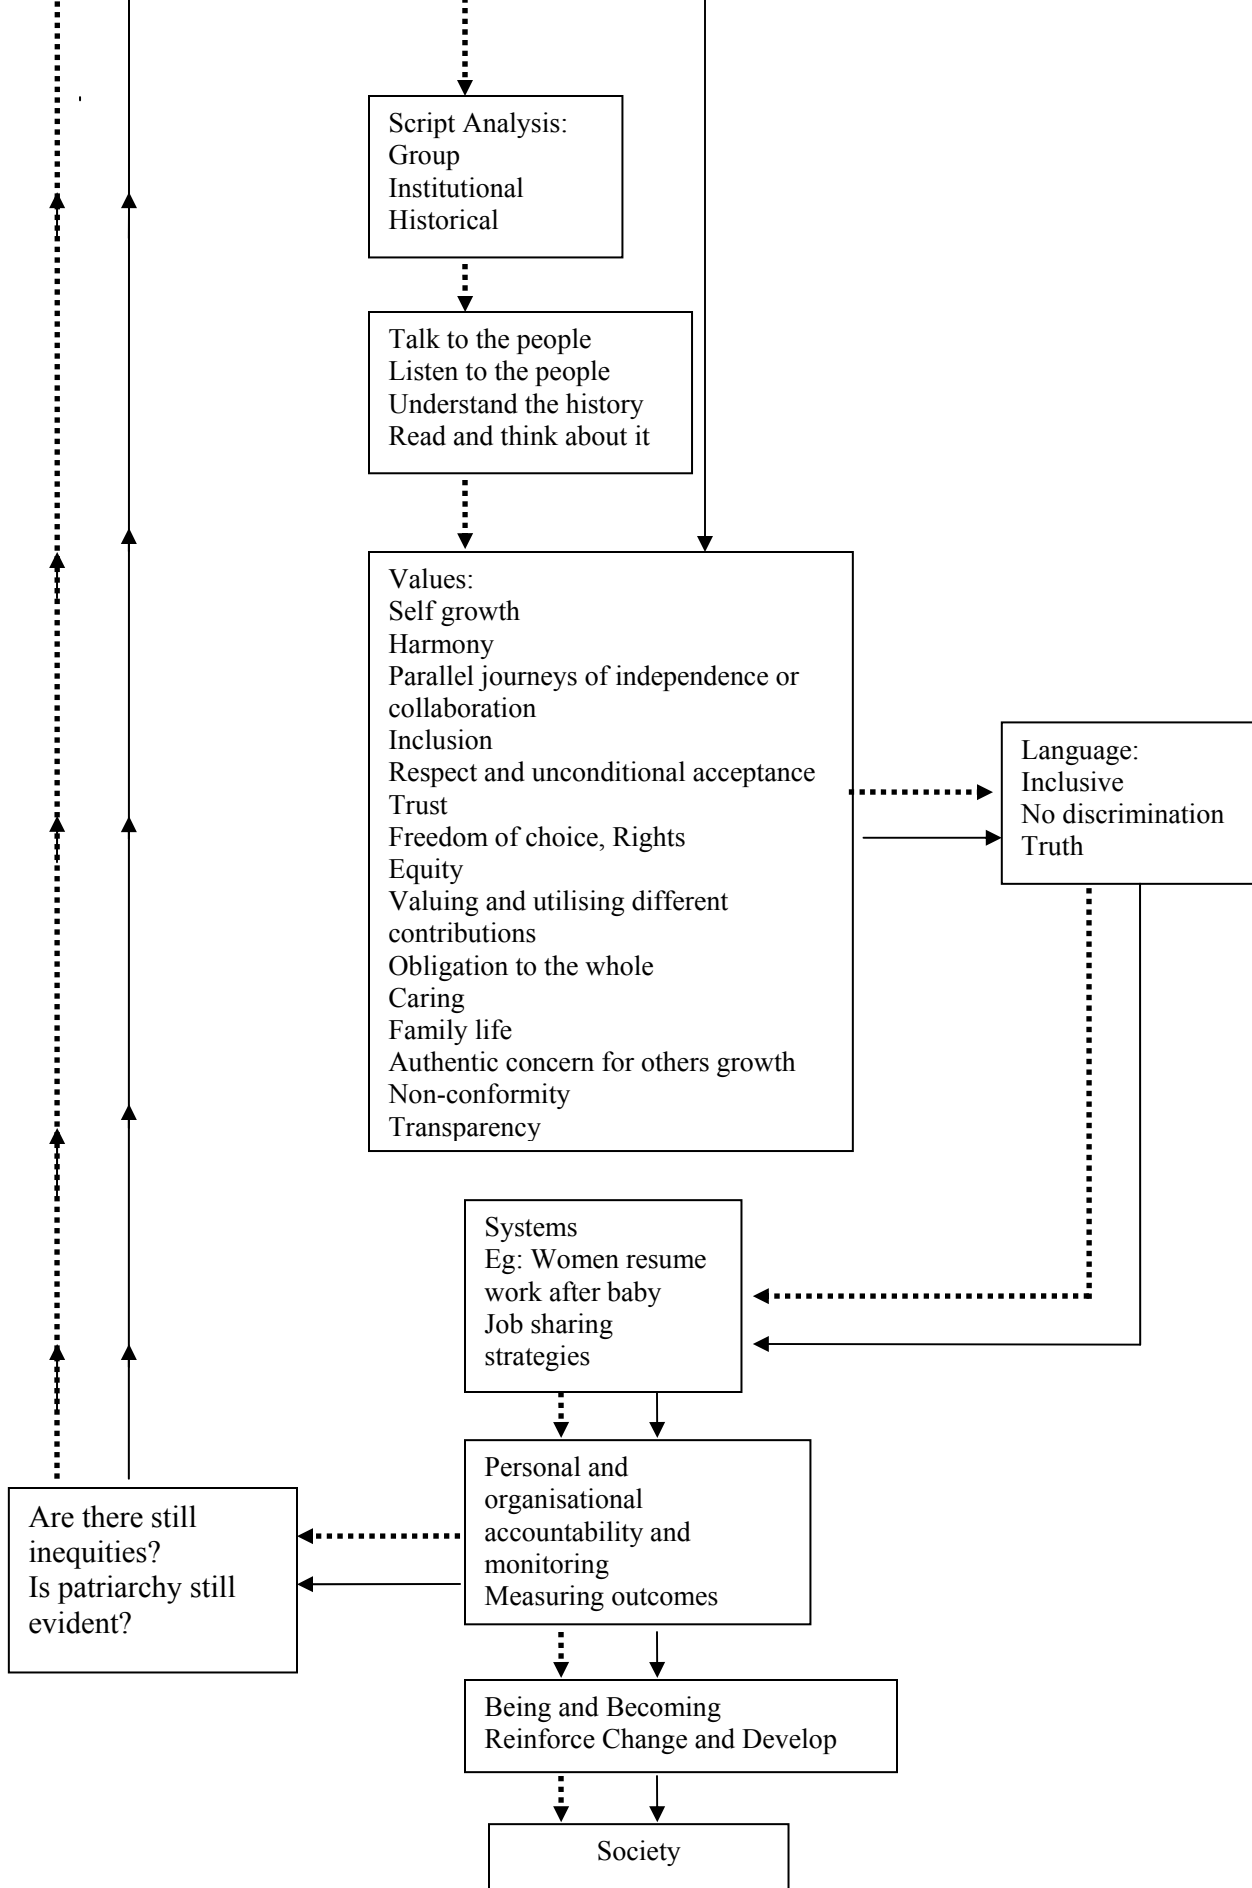 Script Analysis:
Group
Institutional
Historical
Talk to the people
Listen to the people
Understand the history
Read and think about it
Values:
Self growth
Harmony
Parallel journeys of independence or
collaboration
Inclusion
Respect and unconditional acceptance
Trust
Freedom of choice, Rights
Equity
Valuing and utilising different
contributions
Obligation to the whole
Caring
Family life
Authentic concern for others growth
Non-conformity
Transparency
Language:
Inclusive
No discrimination
Truth
Systems
Eg: Women resume
work after baby
Job sharing
strategies
Personal and
organisational
accountability and
monitoring
Measuring outcomes
Are there still
inequities?
Is patriarchy still
evident?
Being and Becoming
Reinforce Change and Develop
Society